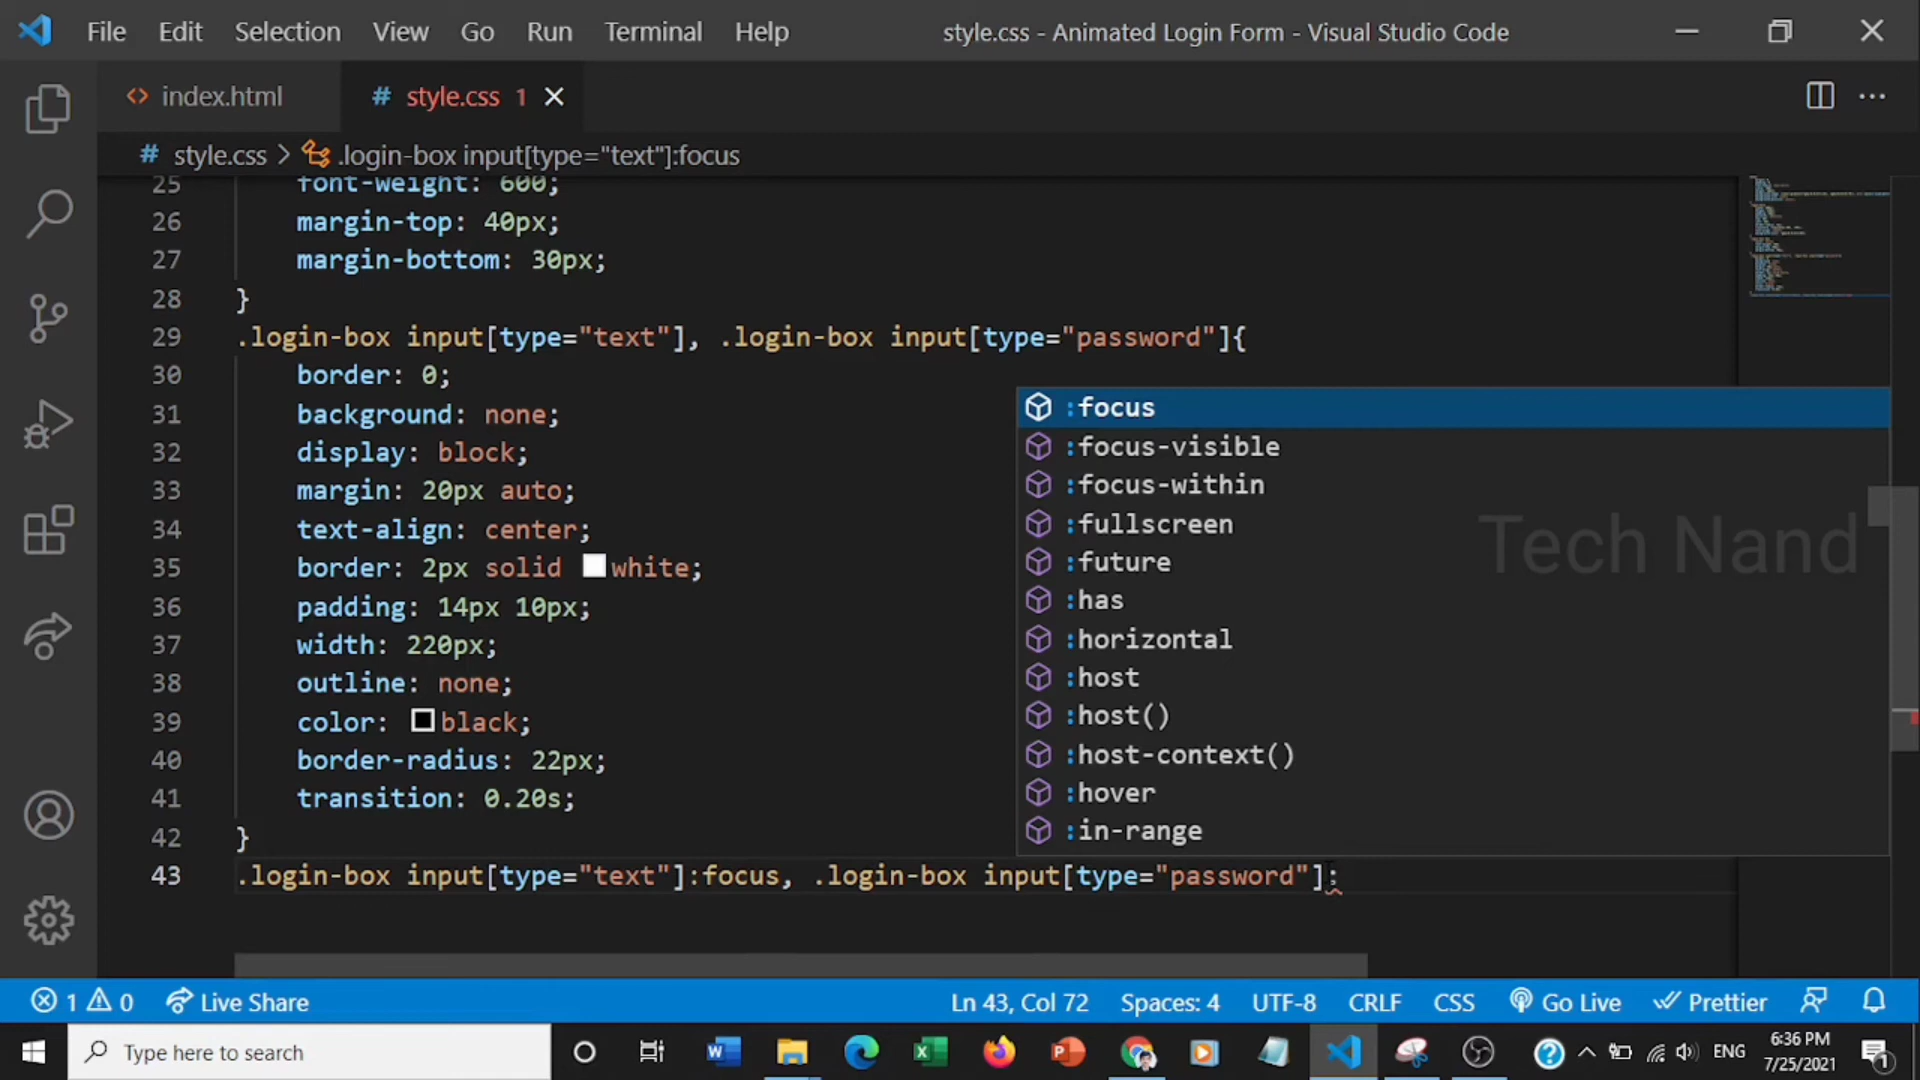 File Edit Selection View Go Run Terminal Help style.css - Animated Login Form - Visual Studio Code
<> index.html # style.css 1
# style.css > .login-box input[type="text"]:focus
25 font-weight: 600;
26 margin-top: 40px;
27 margin-bottom: 30px;
28 }
29 .login-box input[type="text"], .login-box input[type="password"]{
30 border: 0;
31 background: none;
32 display: block;
33 margin: 20px auto;
34 text-align: center;
35 border: 2px solid white;
36 padding: 14px 10px;
37 width: 220px;
38 outline: none;
39 color: black;
40 border-radius: 22px;
41 transition: 0.20s;
42 }
43 .login-box input[type="text"]:focus, .login-box input[type="password"]:
:focus
:focus-visible
:focus-within
:fullscreen
:future
:has
:horizontal
:host
:host()
:host-context()
:hover
:in-range
Tech Nand
1 0 Live Share Ln 43, Col 72 Spaces: 4 UTF-8 CRLF CSS Go Live Prettier
Type here to search ENG 6:36 PM
7/25/2021 1